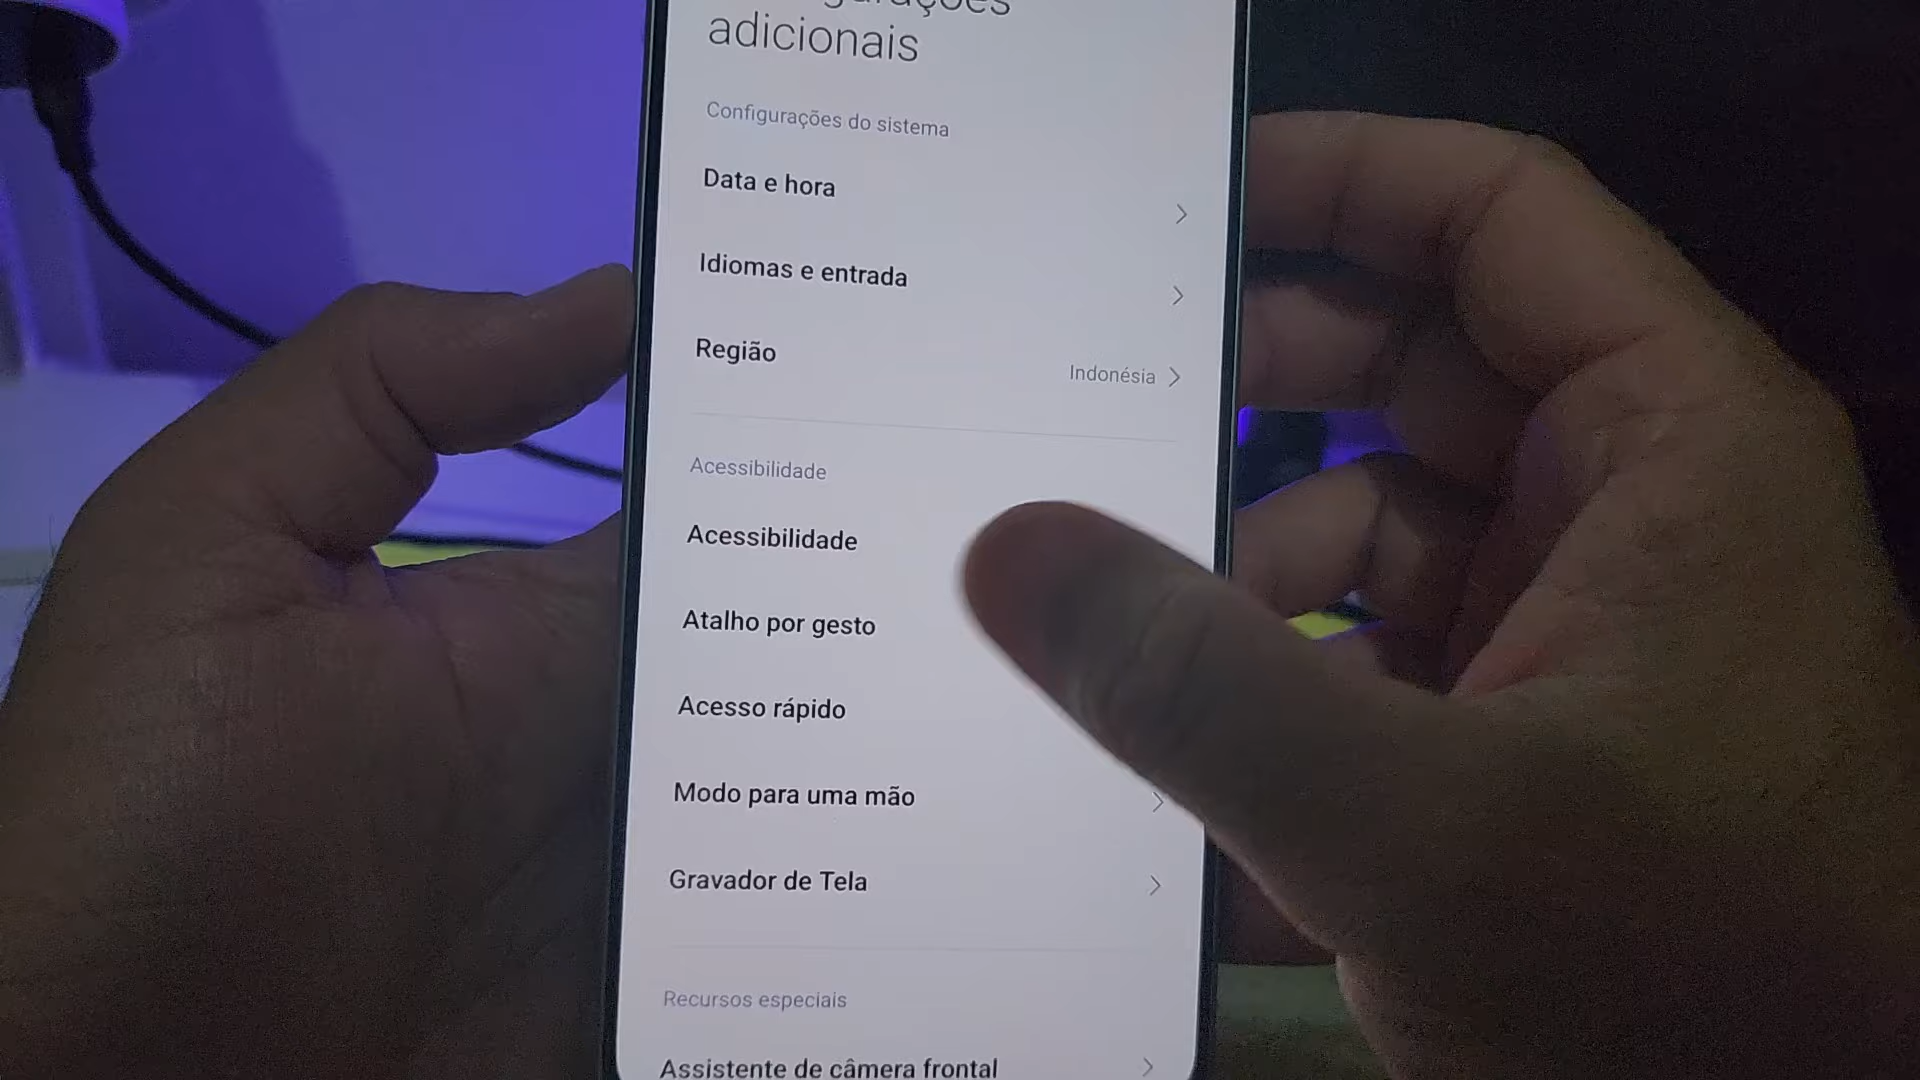 adicionais
Configurações do sistema
Data e hora
Idiomas e entrada
Região
Indonésia
Acessibilidade
Acessibilidade
Atalho por gesto
Acesso rápido
Modo para uma mão
Gravador de Tela
Recursos especiais
Assistente de câmera frontal